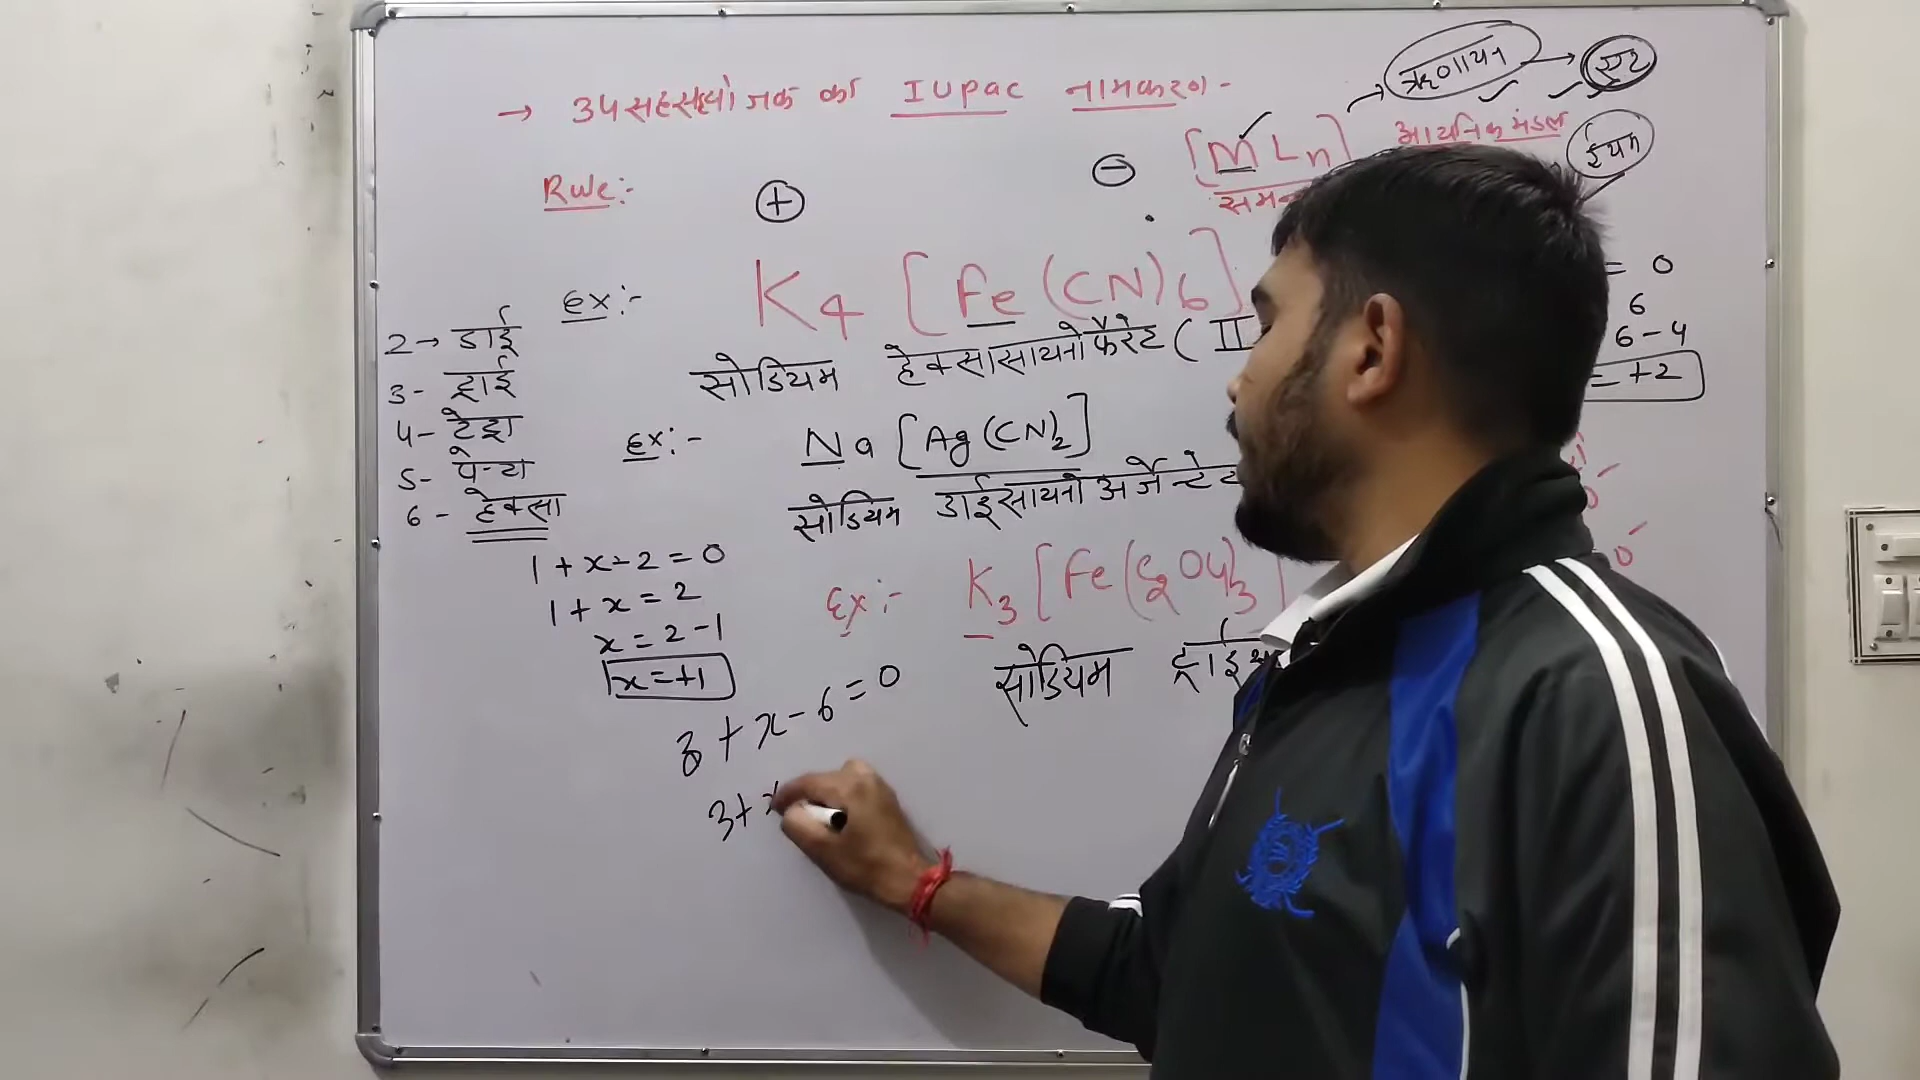 → उपसहसंयोजक का IUpac नामकरण -
ऋणायन → एट
[MLn] आयनिक मंडल
ईयम
Rule:-
+ -
Ex:- K4 [Fe(CN)6]
सोडियम हेक्सासायनोफैरेट (II
= 0
6
6-4
= +2
2 → डाई
3 - ट्राई
4 - टेट्रा
5 - पेन्टा
6 - हेक्सा
Ex:- Na [Ag(CN)2]
सोडियम डाईसायनो अर्जेन्टेट
1 + x - 2 = 0
1 + x = 2
x = 2 - 1
x = +1
Ex:- K3 [Fe(C2O4)3]
सोडियम
3 + x - 6 = 0
3 + x